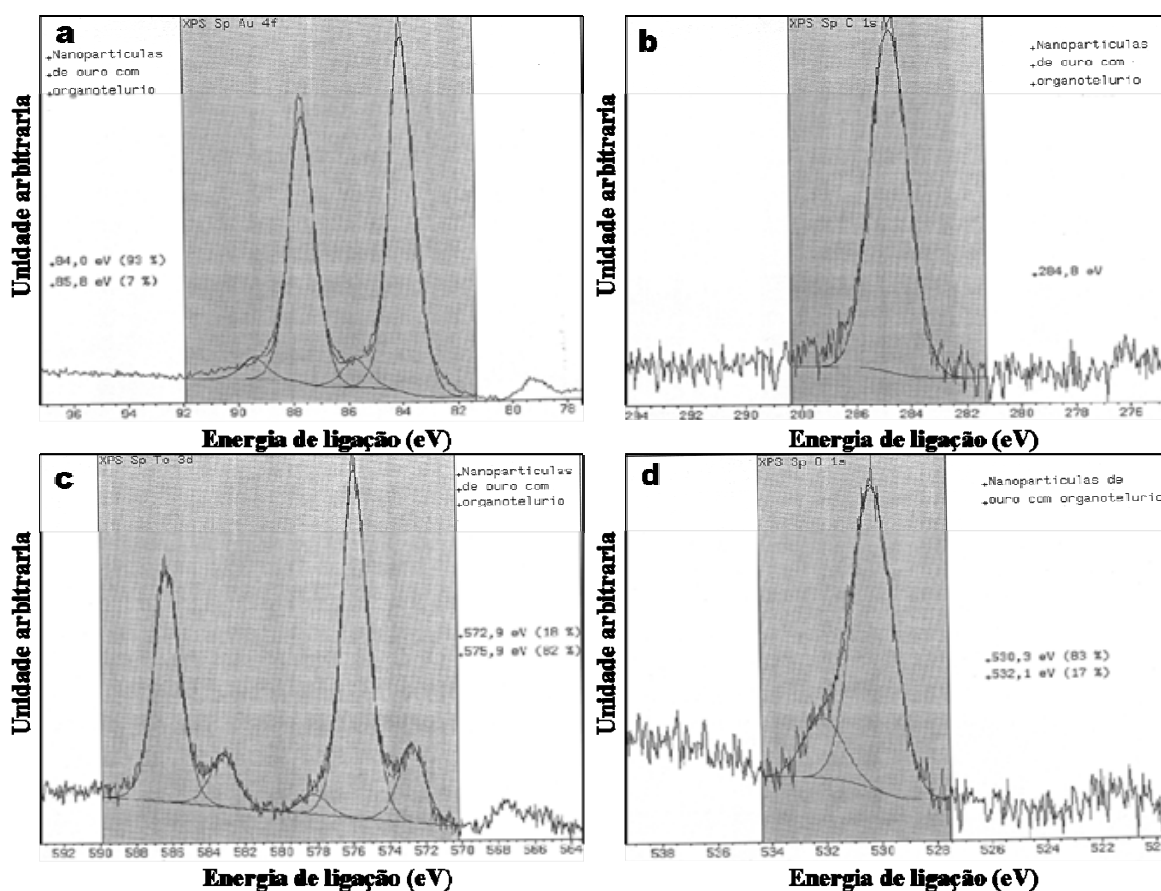 a
XPS Sp Au 4f
+Nanoparticulas
+de ouro com
+organotelurio
.84,0 eV (93 %)
.85,8 eV (7 %)
Unidade arbitraria
96 94 92 90 88 86 84 82 80 78
Energia de ligação (eV)
b
XPS Sp C 1s
+Nanoparticulas
+de ouro com
+organotelurio
.284,8 eV
Unidade arbitraria
294 292 290 288 286 284 282 280 278
Energia de ligação (eV)
c
XPS Sp Te 3d
+Nanoparticulas
+de ouro com
+organotelurio
.572,9 eV (18 %)
.575,9 eV (82 %)
Unidade arbitraria
592 590 578 576 574 572 570 568 566 564
Energia de ligação (eV)
d
XPS Sp O 1s
+Nanoparticulas de
+ouro com organotelurio
.530,3 eV (83 %)
.532,1 eV (17 %)
Unidade arbitraria
538 536 534 532 530 528 526 524 522
Energia de ligação (eV)